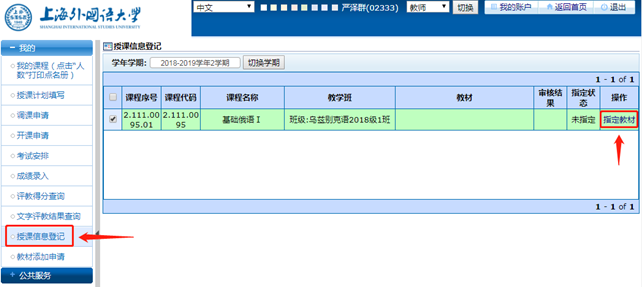 上海外国语大学
SHANGHAI INTERNATIONAL STUDIES UNIVERSITY
中文 严泽群(02333) 教师 切换 我的账户 返回首页 退出
我的
我的课程（点击"人
数"打印点名册）
授课计划填写
调课申请
开课申请
考试安排
成绩录入
评教得分查询
文字评教结果查询
授课信息登记
教材添加申请
公共服务
授课信息登记
学年学期: 2018-2019学年2学期 切换学期
1 - 1 of 1
课程序号 课程代码 课程名称 教学班 教材 审核结果 指定状态 操作
2.111.0095.01 2.111.0095 基础俄语Ⅰ 班级:乌兹别克语2018级1班 未指定 指定教材
1 - 1 of 1